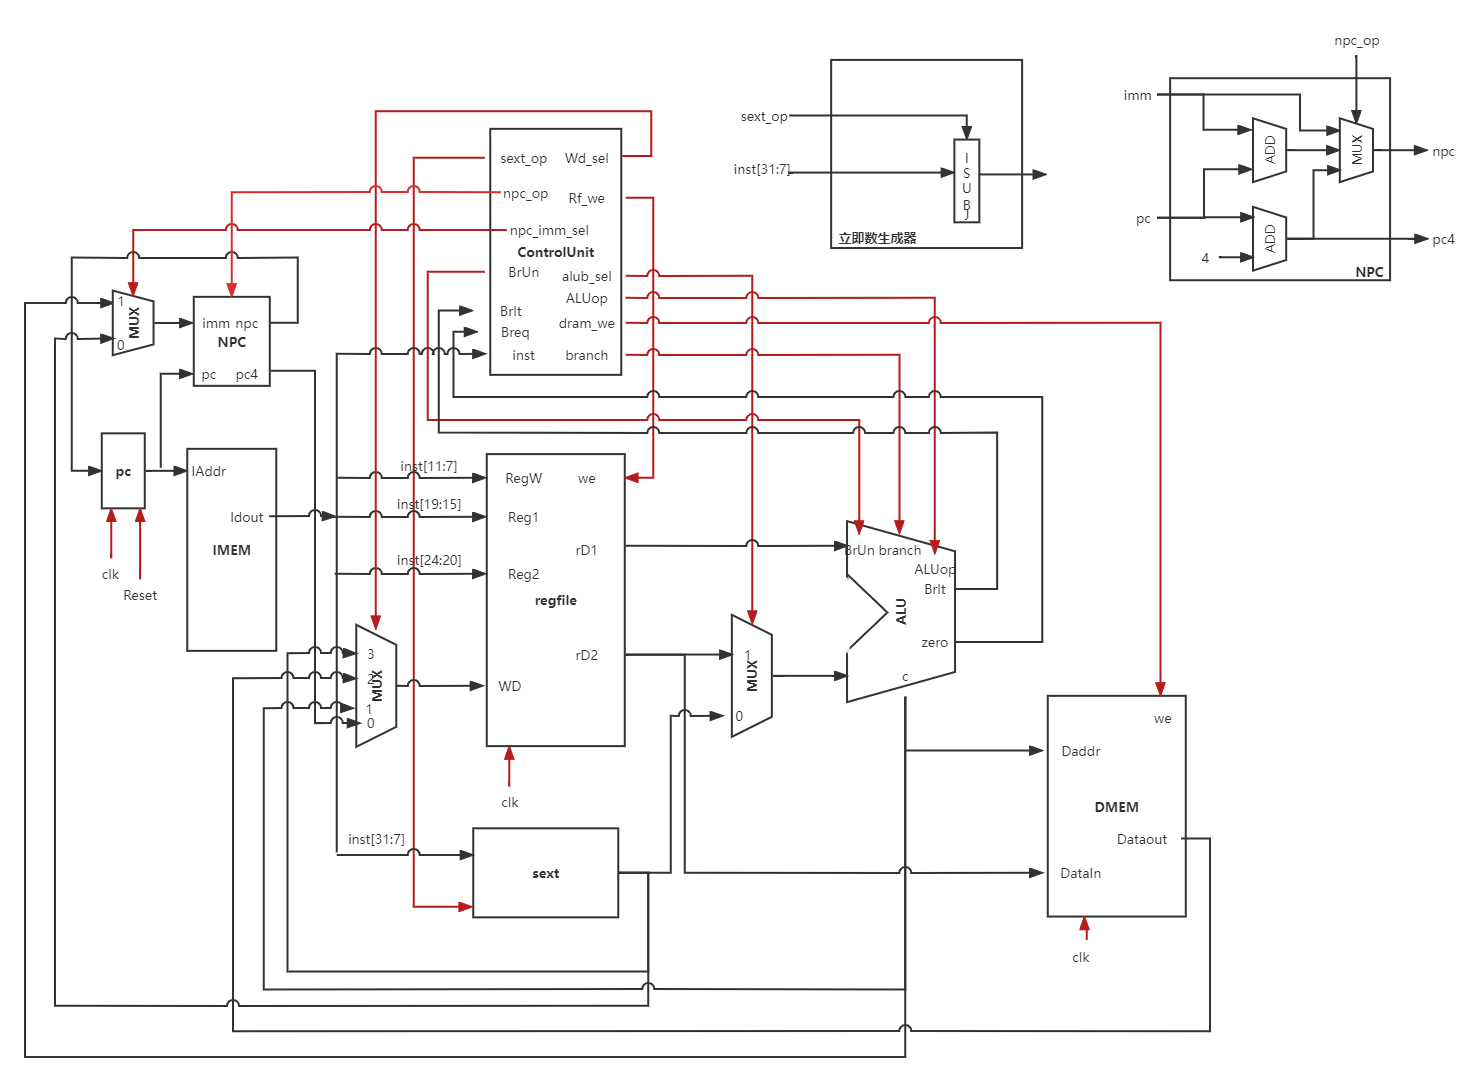 npc_op
imm
ADD
MUX
npc
pc
ADD
pc4
4
NPC
sext_op
inst[31:7]
I
S
U
B
J
立即数生成器
sext_op
Wd_sel
npc_op
Rf_we
npc_imm_sel
ControlUnit
BrUn
alub_sel
ALUop
Brlt
dram_we
Breq
inst
branch
1
MUX
0
imm
npc
NPC
pc
pc4
pc
clk
Reset
IAddr
Idout
IMEM
inst[11:7]
inst[19:15]
inst[24:20]
RegW
we
Reg1
rD1
Reg2
regfile
rD2
WD
clk
3
2
MUX
1
0
inst[31:7]
sext
1
MUX
0
BrUn branch
ALUop
Brlt
ALU
zero
c
we
Daddr
DMEM
Dataout
DataIn
clk